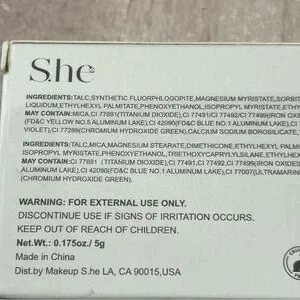 S.he
INGREDIENTS:TALC,SYNTHETIC FLUORPHLOGOPITE,MAGNESIUM MYRISTATE,SORBIT
LIQUIDUM,ETHYLHEXYL PALMITATE,PHENOXYETHANOL,ISOPROPYL MYRISTATE,ETHYLHEX
MAY CONTAIN:MICA,CI 77891(TITANIUM DIOXIDE),CI 77491/CI 77492/CI 77499(IRON OXIDES
(FD&C YELLOW NO.5 ALUMINUM LAKE),CI 42090(FD&C BLUE NO.1 ALUMINUM LAKE),CI
VIOLET),CI 77289(CHROMIUM HYDROXIDE GREEN),CALCIUM SODIUM BOROSILICATE,
INGREDIENTS:TALC,MICA,MAGNESIUM STEARATE,DIMETHICONE,ETHYLHEXYL PALMITAT
ISOPROPYL MYRISTATE,PHENOXYETHANOL,TRIETHOXYCAPRYLYLSILANE,ETHYLHEXYL
MAY CONTAIN:CI 77891 (TITANIUM DIOXIDE),CI 77491/CI 77492/CI 77499(IRON OXIDES
ALUMINUM LAKE),CI 42090(FD&C BLUE NO.1 ALUMINUM LAKE),CI 77007(ULTRAMARIN
(CHROMIUM HYDROXIDE GREEN).
WARNING: FOR EXTERNAL USE ONLY.
DISCONTINUE USE IF SIGNS OF IRRITATION OCCURS.
KEEP OUT OF REACH OF CHILDREN.
Net.Wt.: 0.175oz./ 5g
Made in China
Dist.by Makeup S.he LA, CA 90015,USA